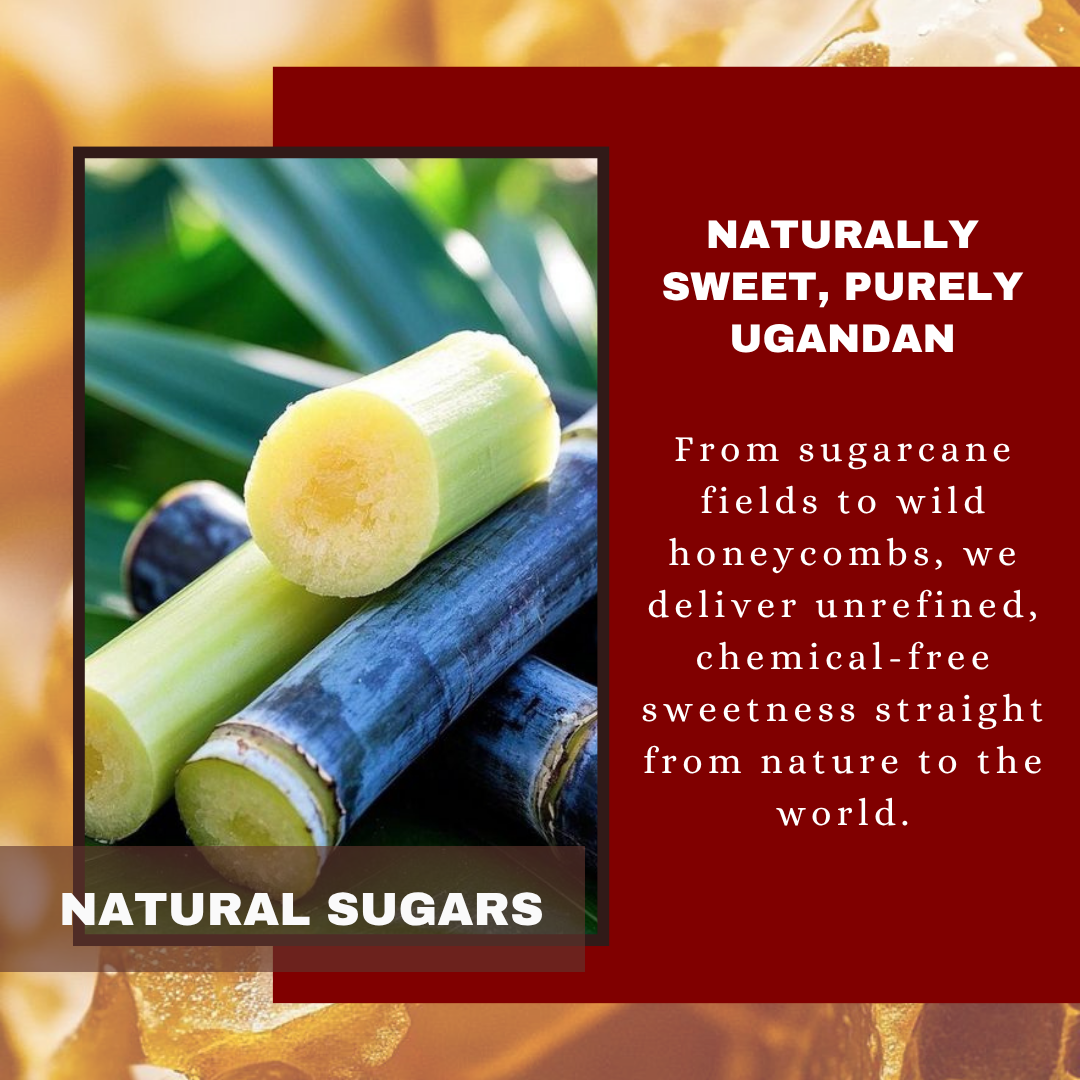 NATURALLY
SWEET, PURELY
UGANDAN
From sugarcane
fields to wild
honeycombs, we
deliver unrefined,
chemical-free
sweetness straight
from nature to the
world.
NATURAL SUGARS